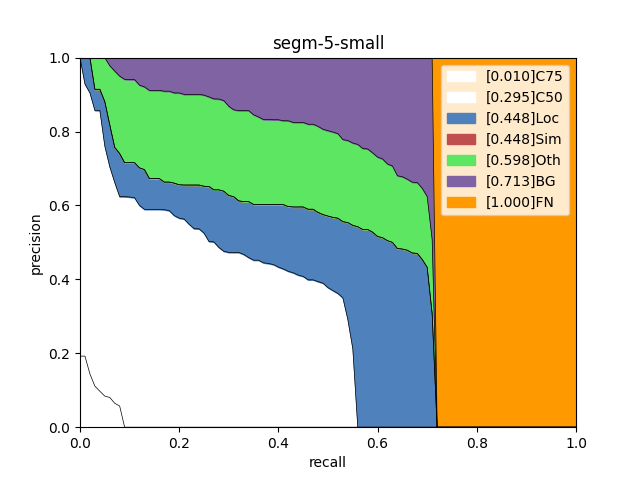 segm-5-small
1.0
0.8
0.6
0.4
0.2
0.0
precision
[0.010]C75
[0.295]C50
[0.448]Loc
[0.448]Sim
[0.598]Oth
[0.713]BG
[1.000]FN
0.0 0.2 0.4 0.6 0.8 1.0
recall